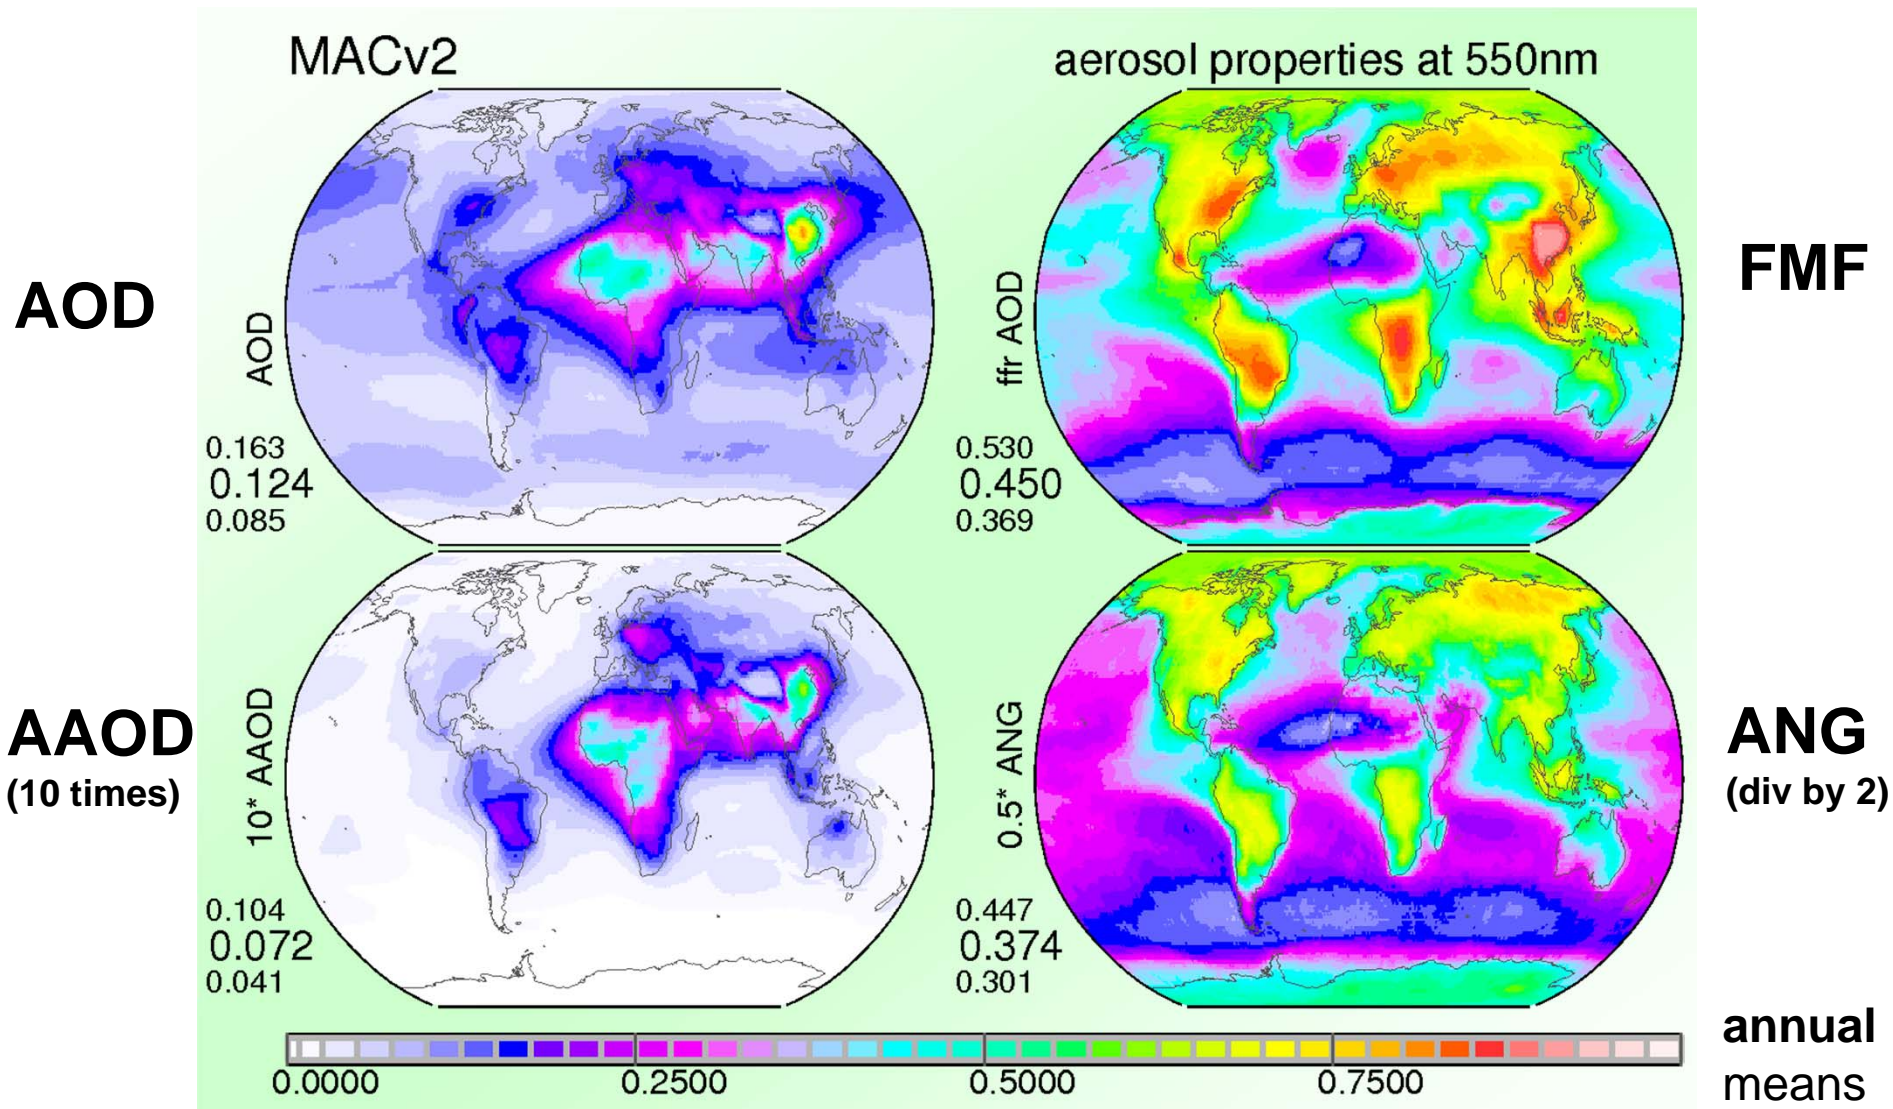 MACv2
aerosol properties at 550nm
AOD
AOD
0.163
0.124
0.085
ffr AOD
FMF
0.530
0.450
0.369
AAOD
(10 times)
10* AAOD
0.104
0.072
0.041
0.5* ANG
ANG
(div by 2)
0.447
0.374
0.301
0.0000 0.2500 0.5000 0.7500
annual
means